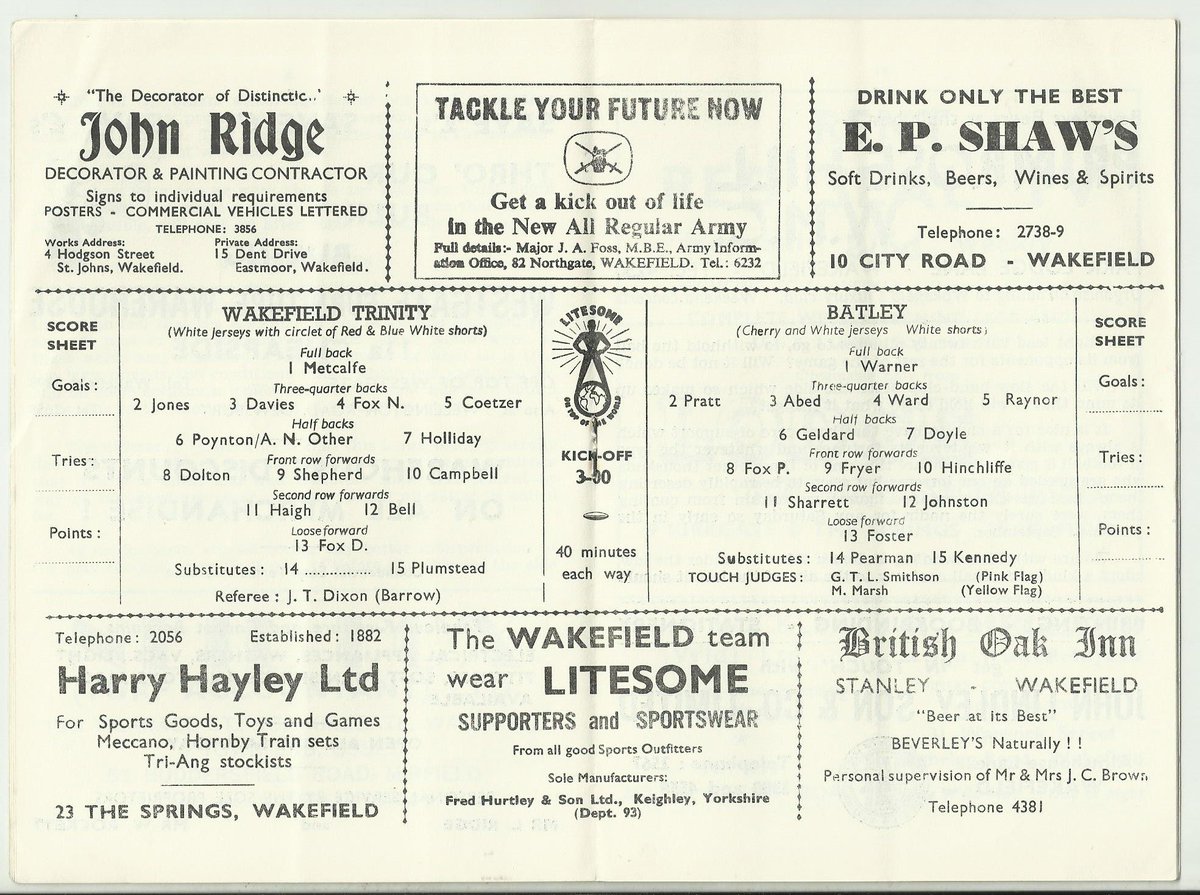 "The Decorator of Distinctic..'
John Ridge
DECORATOR & PAINTING CONTRACTOR
Signs to individual requirements
POSTERS - COMMERCIAL VEHICLES LETTERED
TELEPHONE: 3856
Works Address: Private Address:
4 Hodgson Street 15 Dent Drive
St. Johns, Wakefield. Eastmoor, Wakefield.
TACKLE YOUR FUTURE NOW
Get a kick out of life
in the New All Regular Army
Full details:- Major J. A. Foss, M.B.E., Army Inform-
ation Office, 82 Northgate, WAKEFIELD. Tel.: 6232
DRINK ONLY THE BEST
E. P. SHAW'S
Soft Drinks, Beers, Wines & Spirits
Telephone: 2738-9
10 CITY ROAD - WAKEFIELD
SCORE
SHEET
Goals :
Tries :
Points :
WAKEFIELD TRINITY
(White Jerseys with circlet of Red & Blue White shorts)
Full back
1 Metcalfe
Three-quarter backs
2 Jones 3 Davies 4 Fox N. 5 Coetzer
Half backs
6 Poynton/A. N. Other 7 Holliday
Front row forwards
8 Dolton 9 Shepherd 10 Campbell
Second row forwards
11 Haigh 12 Bell
Loose forward
13 Fox D.
Substitutes : 14 .................... 15 Plumstead
Referee : J. T. Dixon (Barrow)
LITESOME
ON TOP OF THE WORLD
KICK-OFF
3-00
40 minutes
each way
BATLEY
(Cherry and White jerseys White shorts)
Full back
1 Warner
Three-quarter backs
2 Pratt 3 Abed 4 Ward 5 Raynor
Half backs
6 Geldard 7 Doyle
Front row forwards
8 Fox P. 9 Fryer 10 Hinchliffe
Second row forwards
11 Sharrett 12 Johnston
Loose forward
13 Foster
Substitutes : 14 Pearman 15 Kennedy
TOUCH JUDGES : G. T. L. Smithson (Pink Flag)
M. Marsh (Yellow Flag)
SCORE
SHEET
Goals :
Tries :
Points :
Telephone: 2056 Established: 1882
Harry Hayley Ltd
For Sports Goods, Toys and Games
Meccano, Hornby Train sets
Tri-Ang stockists
23 THE SPRINGS, WAKEFIELD
The WAKEFIELD team
wear LITESOME
SUPPORTERS and SPORTSWEAR
From all good Sports Outfitters
Sole Manufacturers:
Fred Hurtley & Son Ltd., Keighley, Yorkshire
(Dept. 93)
British Oak Inn
STANLEY - WAKEFIELD
"Beer at its Best"
BEVERLEY'S Naturally ! !
Personal supervision of Mr & Mrs J. C. Brown
Telephone 4381